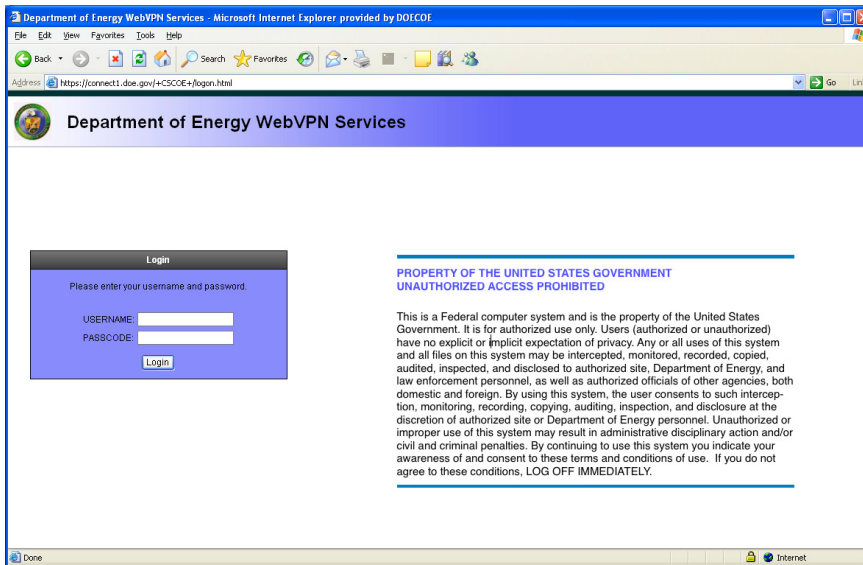 Department of Energy WebVPN Services - Microsoft Internet Explorer provided by DOECOE
File Edit View Favorites Tools Help
Back Search Favorites
Address https://connect1.doe.gov/+CSCOE+/logon.html Go Lin
Department of Energy WebVPN Services
Login
Please enter your username and password.
USERNAME:
PASSCODE:
Login
PROPERTY OF THE UNITED STATES GOVERNMENT
UNAUTHORIZED ACCESS PROHIBITED
This is a Federal computer system and is the property of the United States
Government. It is for authorized use only. Users (authorized or unauthorized)
have no explicit or implicit expectation of privacy. Any or all uses of this system
and all files on this system may be intercepted, monitored, recorded, copied,
audited, inspected, and disclosed to authorized site, Department of Energy, and
law enforcement personnel, as well as authorized officials of other agencies, both
domestic and foreign. By using this system, the user consents to such intercep-
tion, monitoring, recording, copying, auditing, inspection, and disclosure at the
discretion of authorized site or Department of Energy personnel. Unauthorized or
improper use of this system may result in administrative disciplinary action and/or
civil and criminal penalties. By continuing to use this system you indicate your
awareness of and consent to these terms and conditions of use. If you do not
agree to these conditions, LOG OFF IMMEDIATELY.
Done Internet